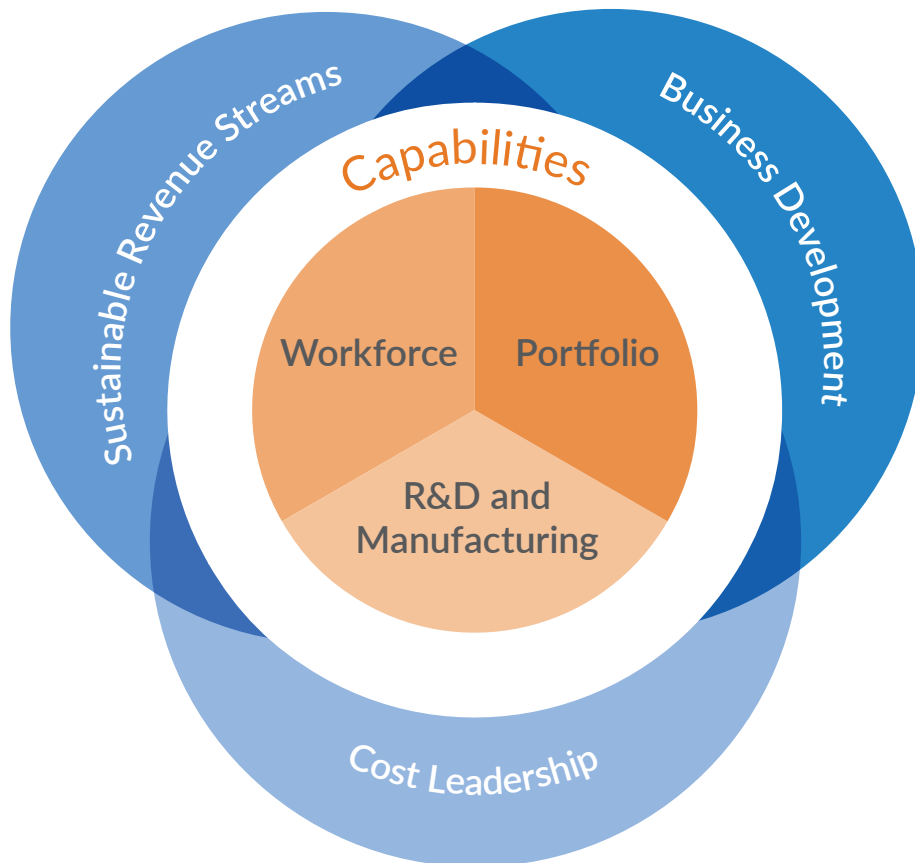 Sustainable Revenue Streams
Business Development
Capabilities
Workforce
Portfolio
R&D and
Manufacturing
Cost Leadership